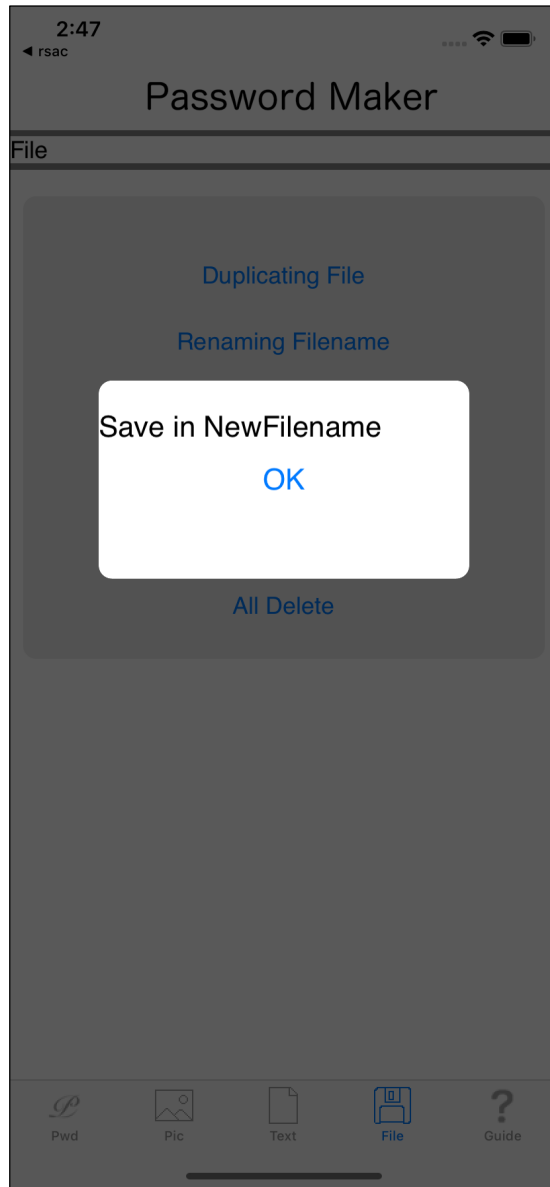 2:47
◀ rsac
Password Maker
File
Duplicating File
Renaming Filename
Save in NewFilename
OK
All Delete
Pwd
Pic
Text
File
Guide